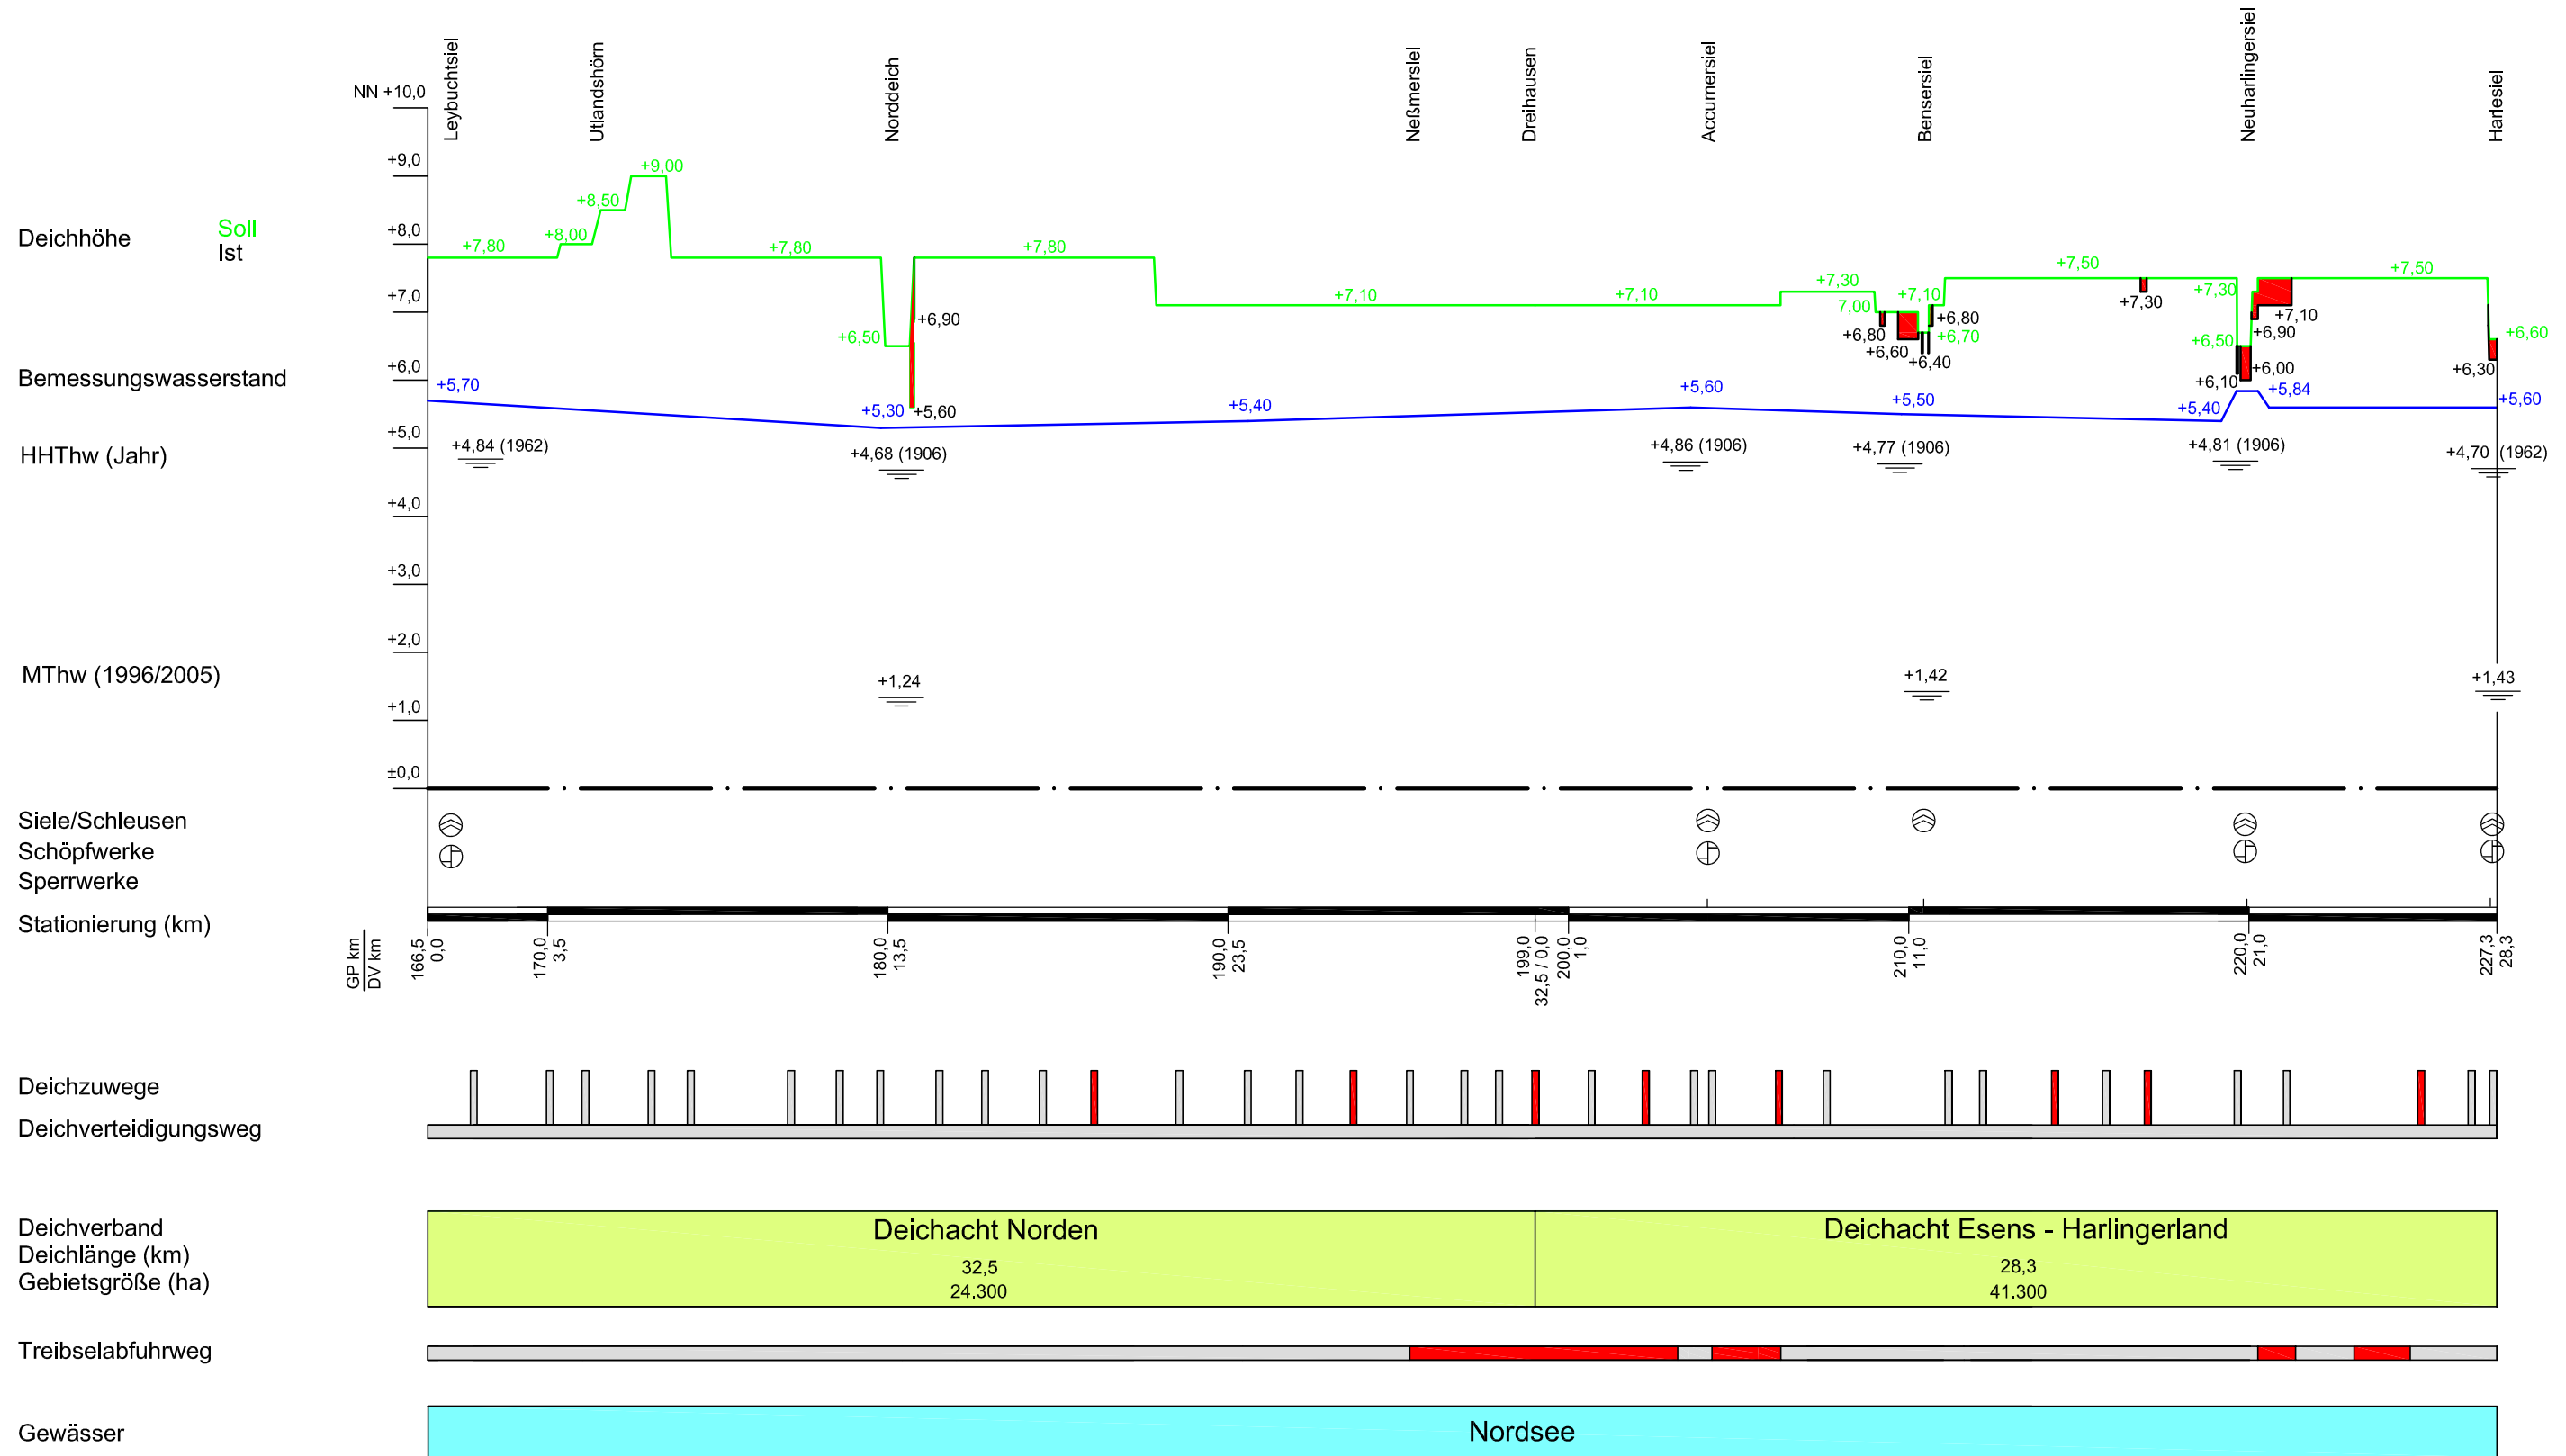 Leybuchtsiel
Utlandshörn
Norddeich
Neßmersiel
Dreihausen
Accumersiel
Bensersiel
Neuharlingersiel
Harlesiel
NN +10,0
+9,0
+8,0
+7,0
+6,0
+5,0
+4,0
+3,0
+2,0
+1,0
±0,0
Deichhöhe
Soll
Ist
+7,80
+8,00
+8,50
+9,00
+7,80
+6,50
+7,80
+7,10
+7,10
+7,30
7,00
+7,10
+6,70
+7,50
+7,30
+6,50
+7,50
+6,60
+6,90
+5,60
+6,80
+6,60
+6,40
+6,80
+7,30
+6,10
+6,00
+6,90
+7,10
+6,30
Bemessungswasserstand
+5,70
+5,30
+5,40
+5,60
+5,50
+5,40
+5,84
+5,60
HHThw (Jahr)
+4,84 (1962)
+4,68 (1906)
+4,86 (1906)
+4,77 (1906)
+4,81 (1906)
+4,70 (1962)
MThw (1996/2005)
+1,24
+1,42
+1,43
Siele/Schleusen
Schöpfwerke
Sperrwerke
Stationierung (km)
GP km
DV km
166,5
0,0
170,0
3,5
180,0
13,5
190,0
23,5
199,0
32,5 / 0,0
200,0
1,0
210,0
11,0
220,0
21,0
227,3
28,3
Deichzuwege
Deichverteidigungsweg
Deichverband
Deichlänge (km)
Gebietsgröße (ha)
Deichacht Norden
32,5
24.300
Deichacht Esens - Harlingerland
28,3
41.300
Treibselabfuhrweg
Gewässer
Nordsee